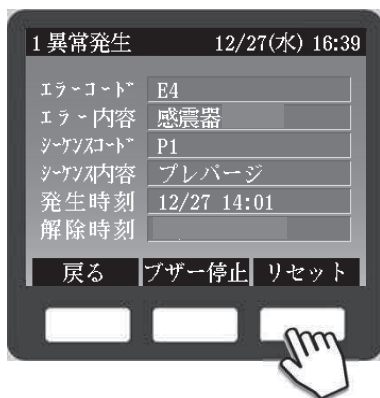 1 異常発生 12/27(水) 16:39
エラーコード E4
エラー内容 感震器
シーケンスコード P1
シーケンス内容 プレパージ
発生時刻 12/27 14:01
解除時刻
戻る ブザー停止 リセット